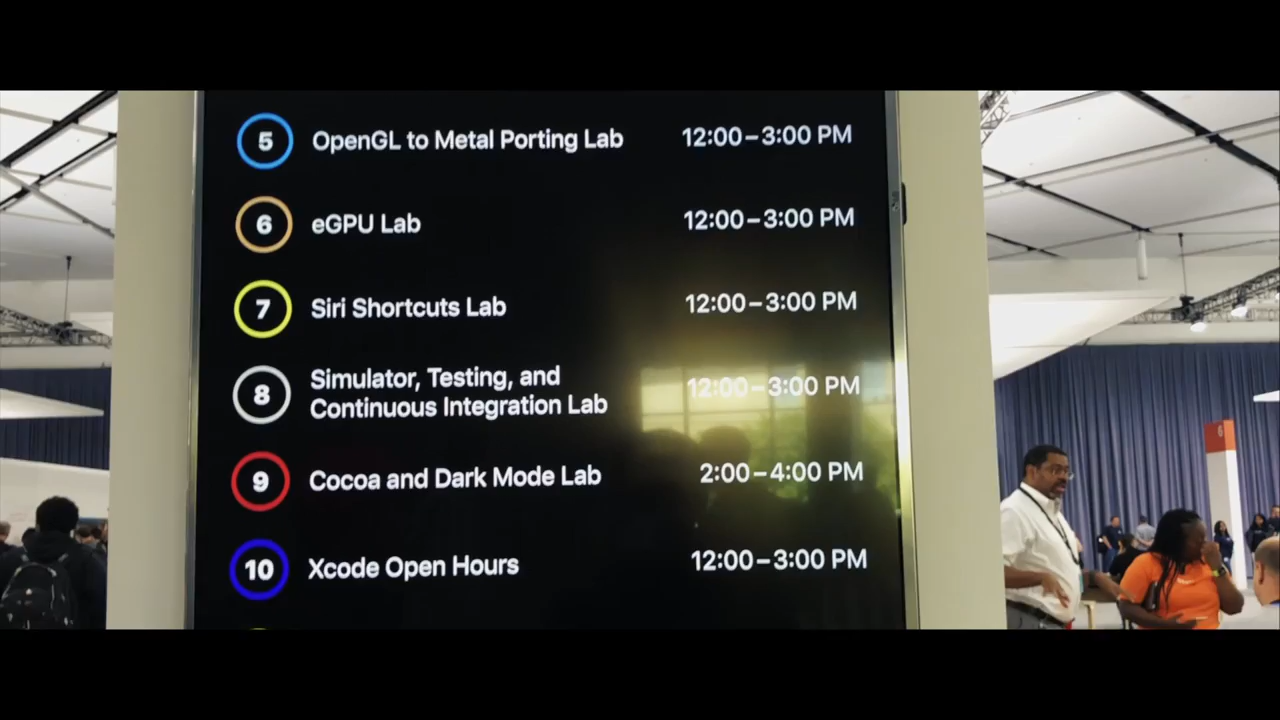 5 OpenGL to Metal Porting Lab 12:00–3:00 PM
6 eGPU Lab 12:00–3:00 PM
7 Siri Shortcuts Lab 12:00–3:00 PM
8 Simulator, Testing, and
Continuous Integration Lab 12:00–3:00 PM
9 Cocoa and Dark Mode Lab 2:00–4:00 PM
10 Xcode Open Hours 12:00–3:00 PM